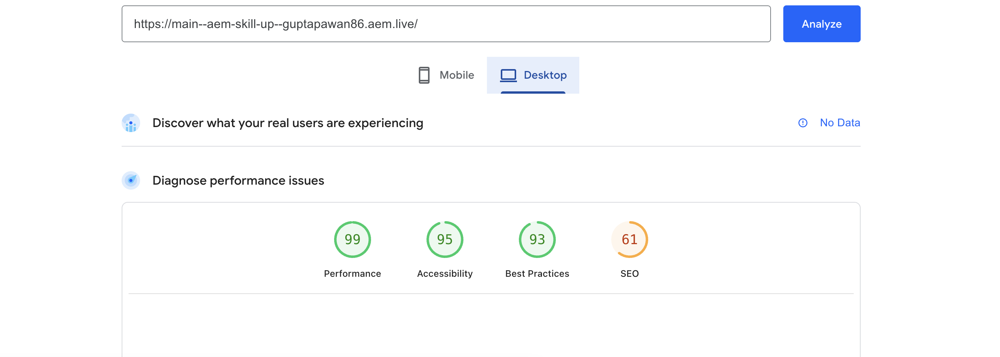 https://main--aem-skill-up--guptapawan86.aem.live/
Analyze
Mobile
Desktop
Discover what your real users are experiencing
No Data
Diagnose performance issues
99
95
93
61
Performance
Accessibility
Best Practices
SEO